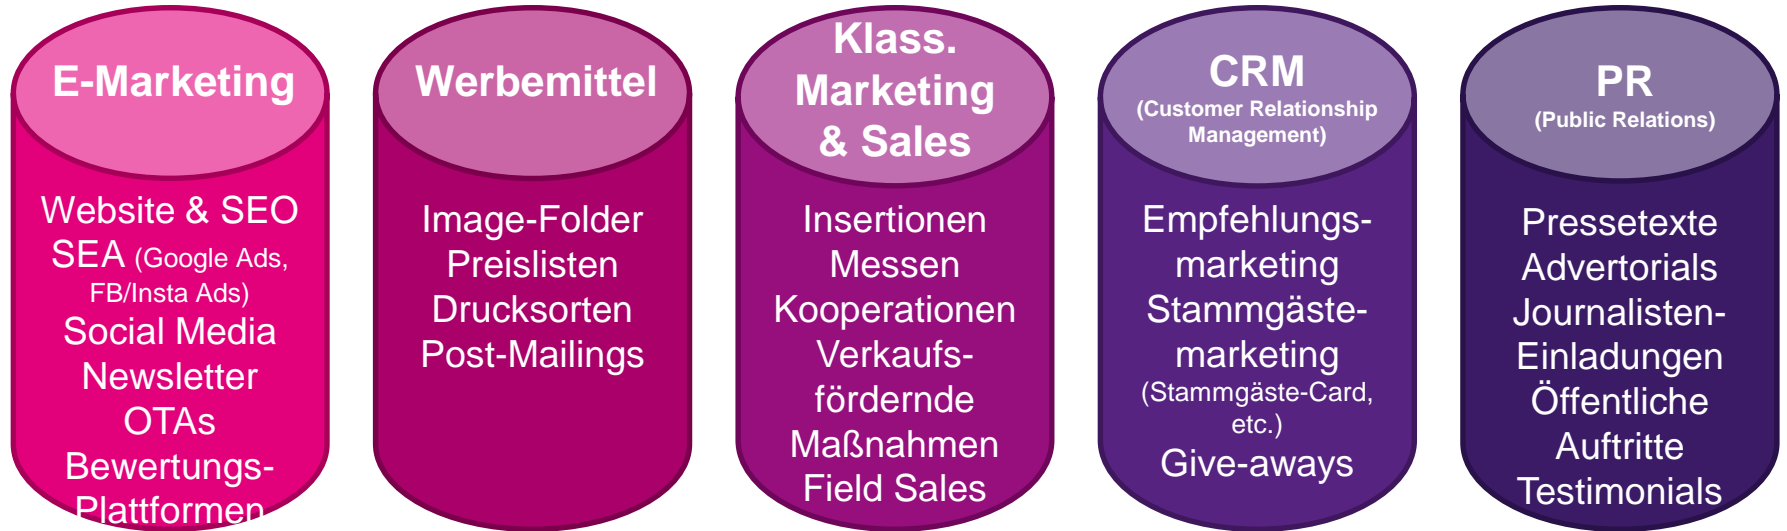 E-Marketing
Website & SEO
SEA (Google Ads,
FB/Insta Ads)
Social Media
Newsletter
OTAs
Bewertungs-
Plattformen
Werbemittel
Image-Folder
Preislisten
Drucksorten
Post-Mailings
Klass.
Marketing
& Sales
Insertionen
Messen
Kooperationen
Verkaufs-
fördernde
Maßnahmen
Field Sales
CRM
(Customer Relationship
Management)
Empfehlungs-
marketing
Stammgäste-
marketing
(Stammgäste-Card,
etc.)
Give-aways
PR
(Public Relations)
Pressetexte
Advertorials
Journalisten-
Einladungen
Öffentliche
Auftritte
Testimonials